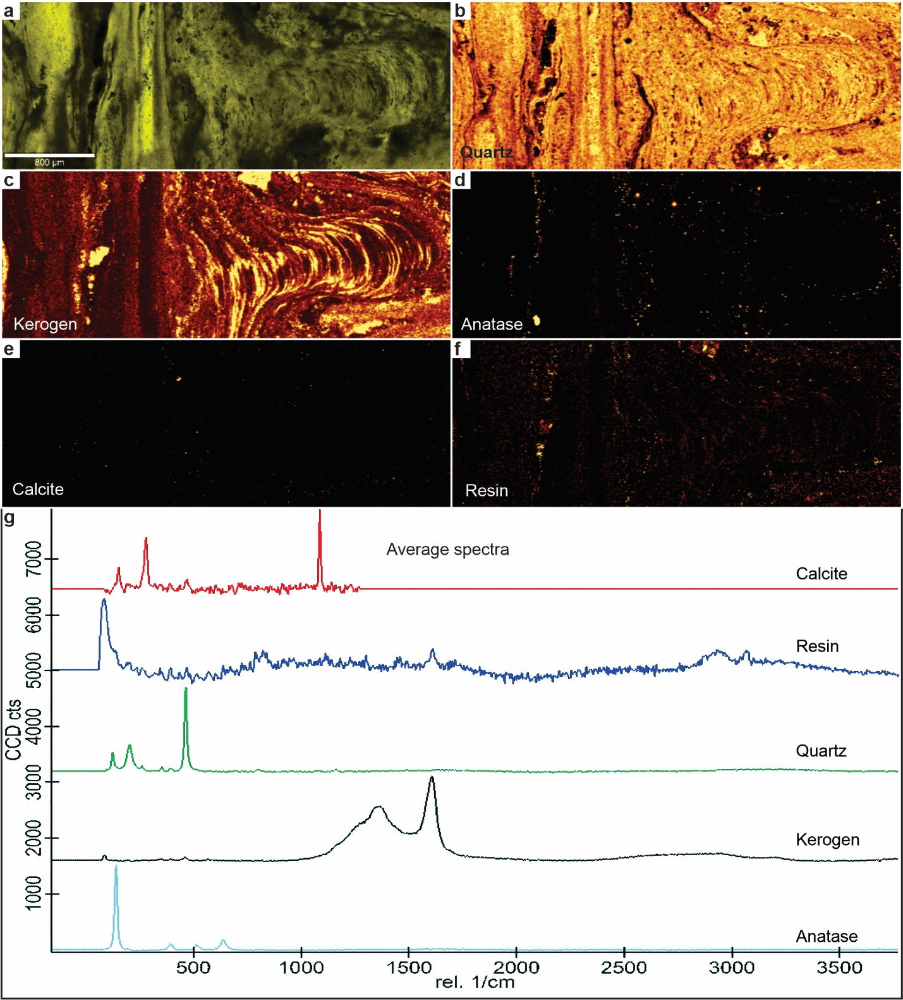 a
b
800 µm
Quartz
c
d
Kerogen
Anatase
e
f
Calcite
Resin
g
Average spectra
Calcite
Resin
Quartz
Kerogen
Anatase
CCD cts
7000
6000
5000
4000
3000
2000
1000
500 1000 1500 2000 2500 3000 3500
rel. 1/cm